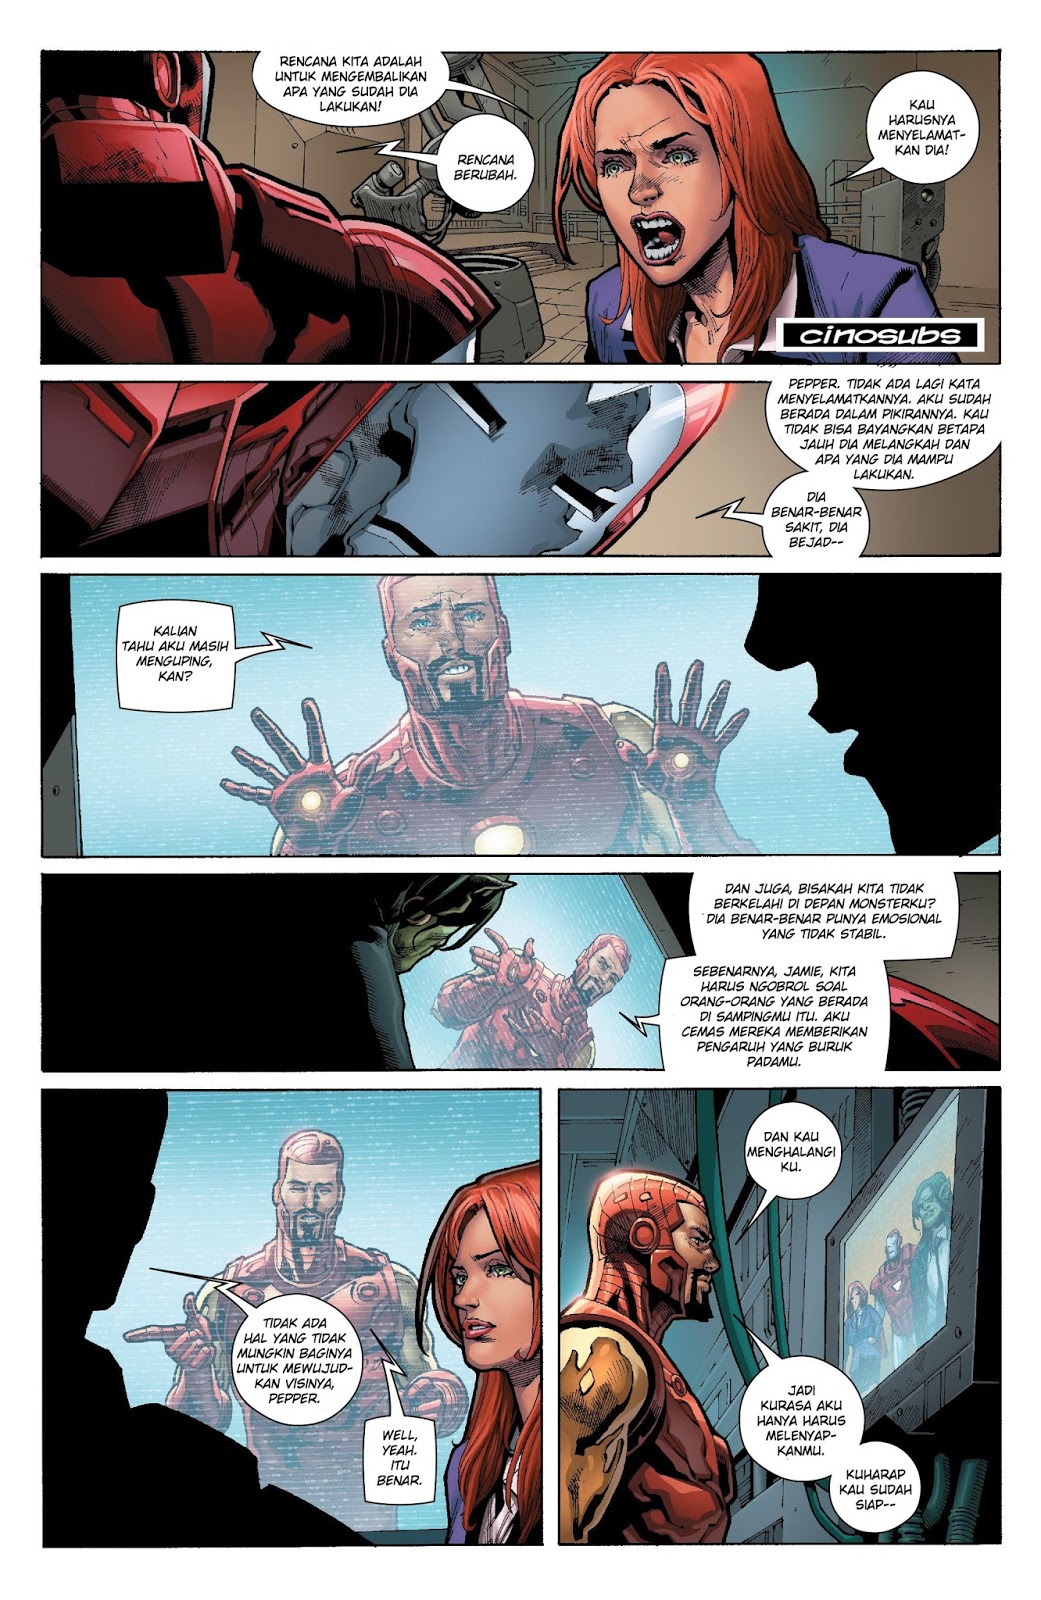 RENCANA KITA ADALAH
UNTUK MENGEMBALIKAN
APA YANG SUDAH DIA
LAKUKAN!
RENCANA
BERUBAH.
KAU
HARUSNYA
MENYELAMAT-
KAN DIA!
cinosubs
PEPPER. TIDAK ADA LAGI KATA
MENYELAMATKANNYA. AKU SUDAH
BERADA DALAM PIKIRANNYA. KAU
TIDAK BISA BAYANGKAN BETAPA
JAUH DIA MELANGKAH DAN
APA YANG DIA MAMPU
LAKUKAN.
DIA
BENAR-BENAR
SAKIT, DIA
BEJAD--
KALIAN
TAHU AKU MASIH
MENGUPING,
KAN?
DAN JUGA, BISAKAH KITA TIDAK
BERKELAHI DI DEPAN MONSTERKU?
DIA BENAR-BENAR PUNYA EMOSIONAL
YANG TIDAK STABIL.
SEBENARNYA, JAMIE, KITA
HARUS NGOBROL SOAL
ORANG-ORANG YANG BERADA
DI SAMPINGMU ITU. AKU
CEMAS MEREKA MEMBERIKAN
PENGARUH YANG BURUK
PADAMU.
TIDAK ADA
HAL YANG TIDAK
MUNGKIN BAGINYA
UNTUK MEWUJUD-
KAN VISINYA,
PEPPER.
WELL,
YEAH.
ITU
BENAR.
DAN KAU
MENGHALANGI
KU.
JADI
KURASA AKU
HANYA HARUS
MELENYAP-
KANMU.
KUHARAP
KAU SUDAH
SIAP--